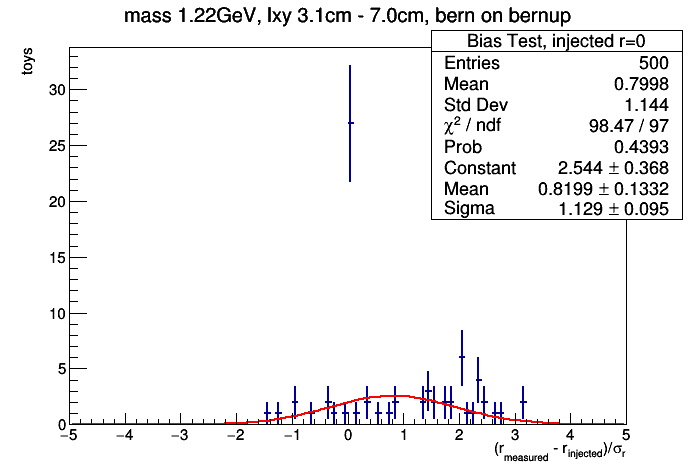 mass 1.22GeV, lxy 3.1cm - 7.0cm, bern on bernup
Bias Test, injected r=0
Entries 500
Mean 0.7998
Std Dev 1.144
χ² / ndf 98.47 / 97
Prob 0.4393
Constant 2.544 ± 0.368
Mean 0.8199 ± 0.1332
Sigma 1.129 ± 0.095
toys
30
25
20
15
10
5
0
−5 −4 −3 −2 −1 0 1 2 3 4 5
(r_measured - r_injected)/σ_r